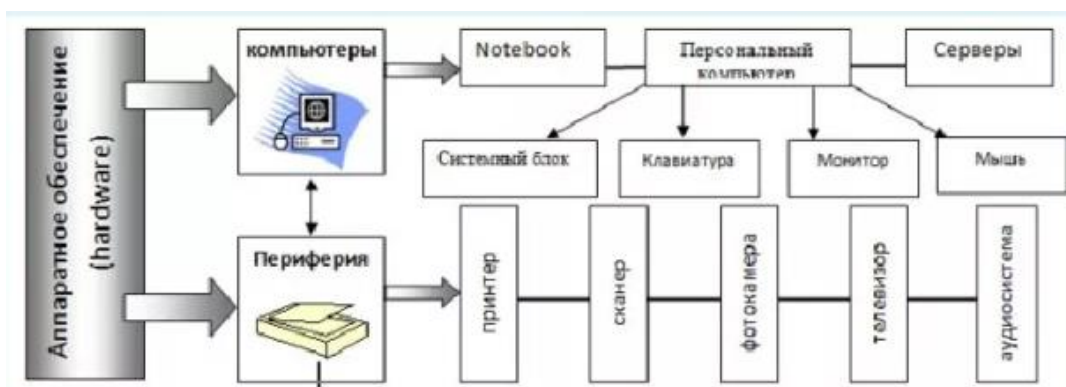 Аппаратное обеспечение
(hardware)
компьютеры
Notebook
Персональный
компьютер
Серверы
Системный блок
Клавиатура
Монитор
Мышь
Периферия
принтер
сканер
фотокамера
телевизор
аудиосистема